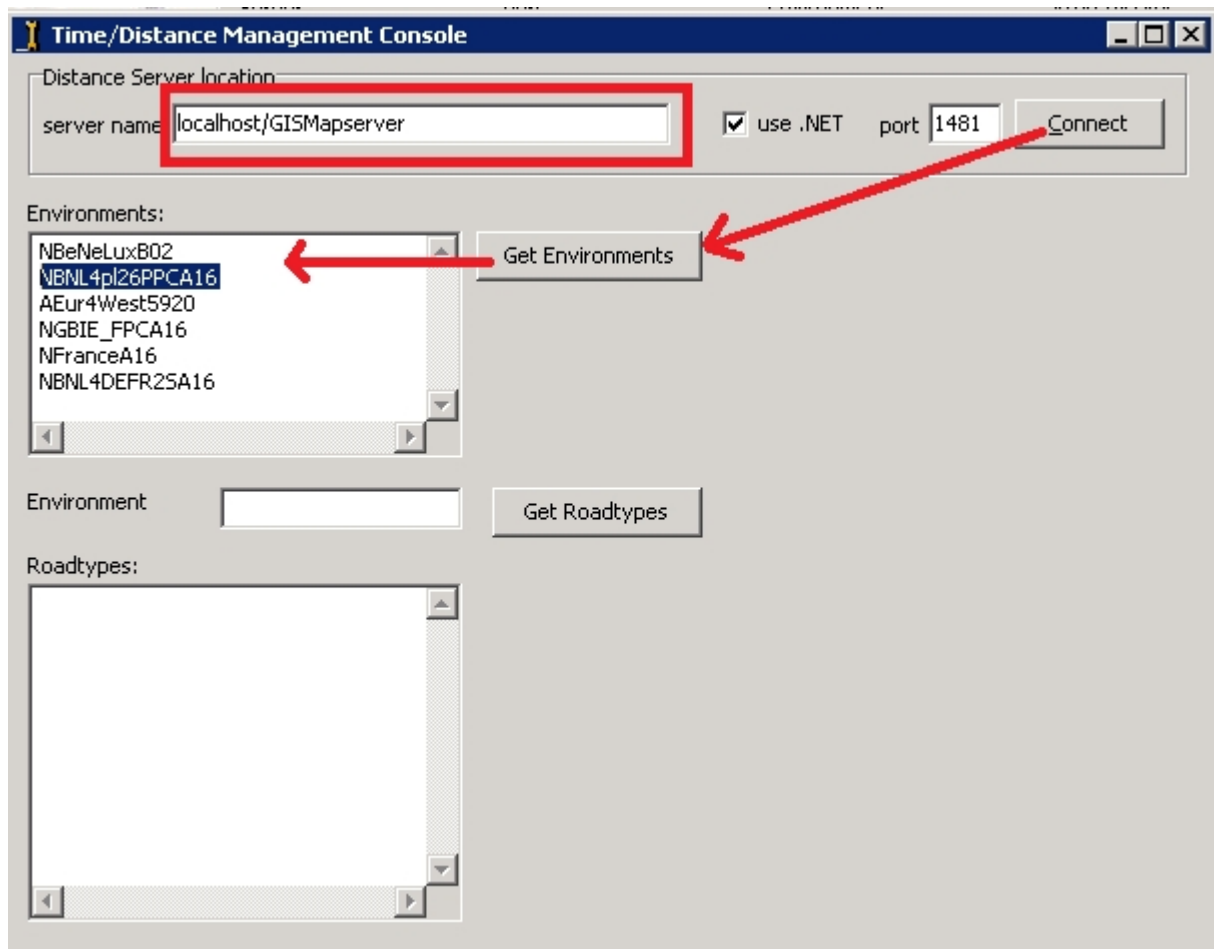 Time/Distance Management Console
Distance Server location
server name localhost/GISMapserver use .NET port 1481 Connect
Environments:
NBeNeLuxB02
NBNL4pl26PPCA16
AEur4West5920
NGBIE_FPCA16
NFranceA16
NBNL4DEFR2SA16
Get Environments
Environment
Get Roadtypes
Roadtypes: